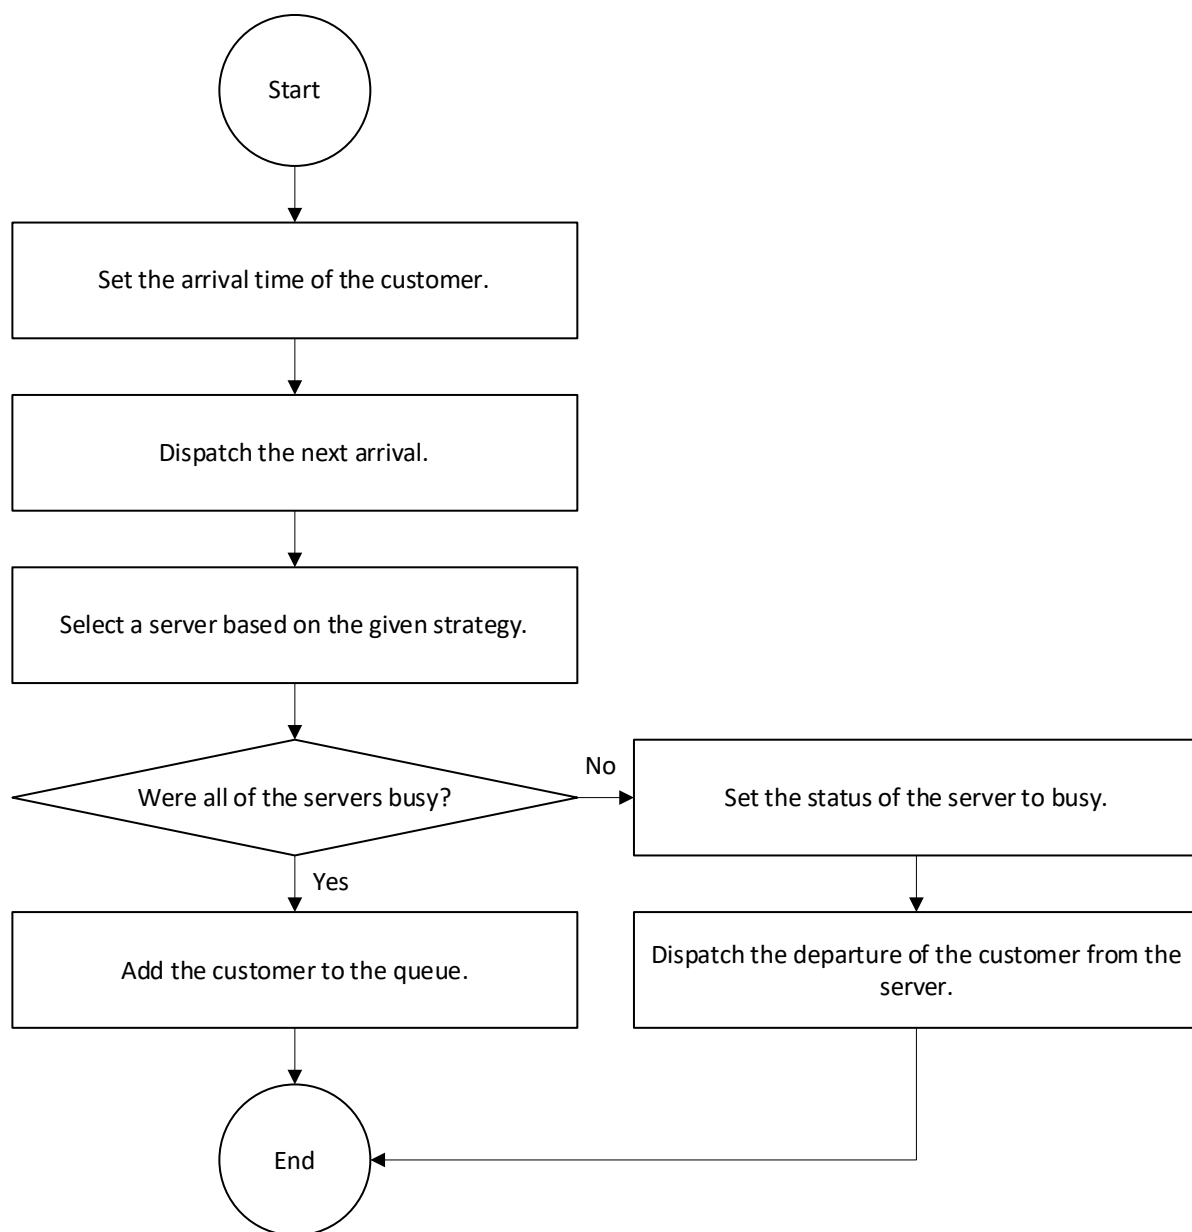 Start
Set the arrival time of the customer.
Dispatch the next arrival.
Select a server based on the given strategy.
Were all of the servers busy?
No
Set the status of the server to busy.
Yes
Add the customer to the queue.
Dispatch the departure of the customer from the
server.
End